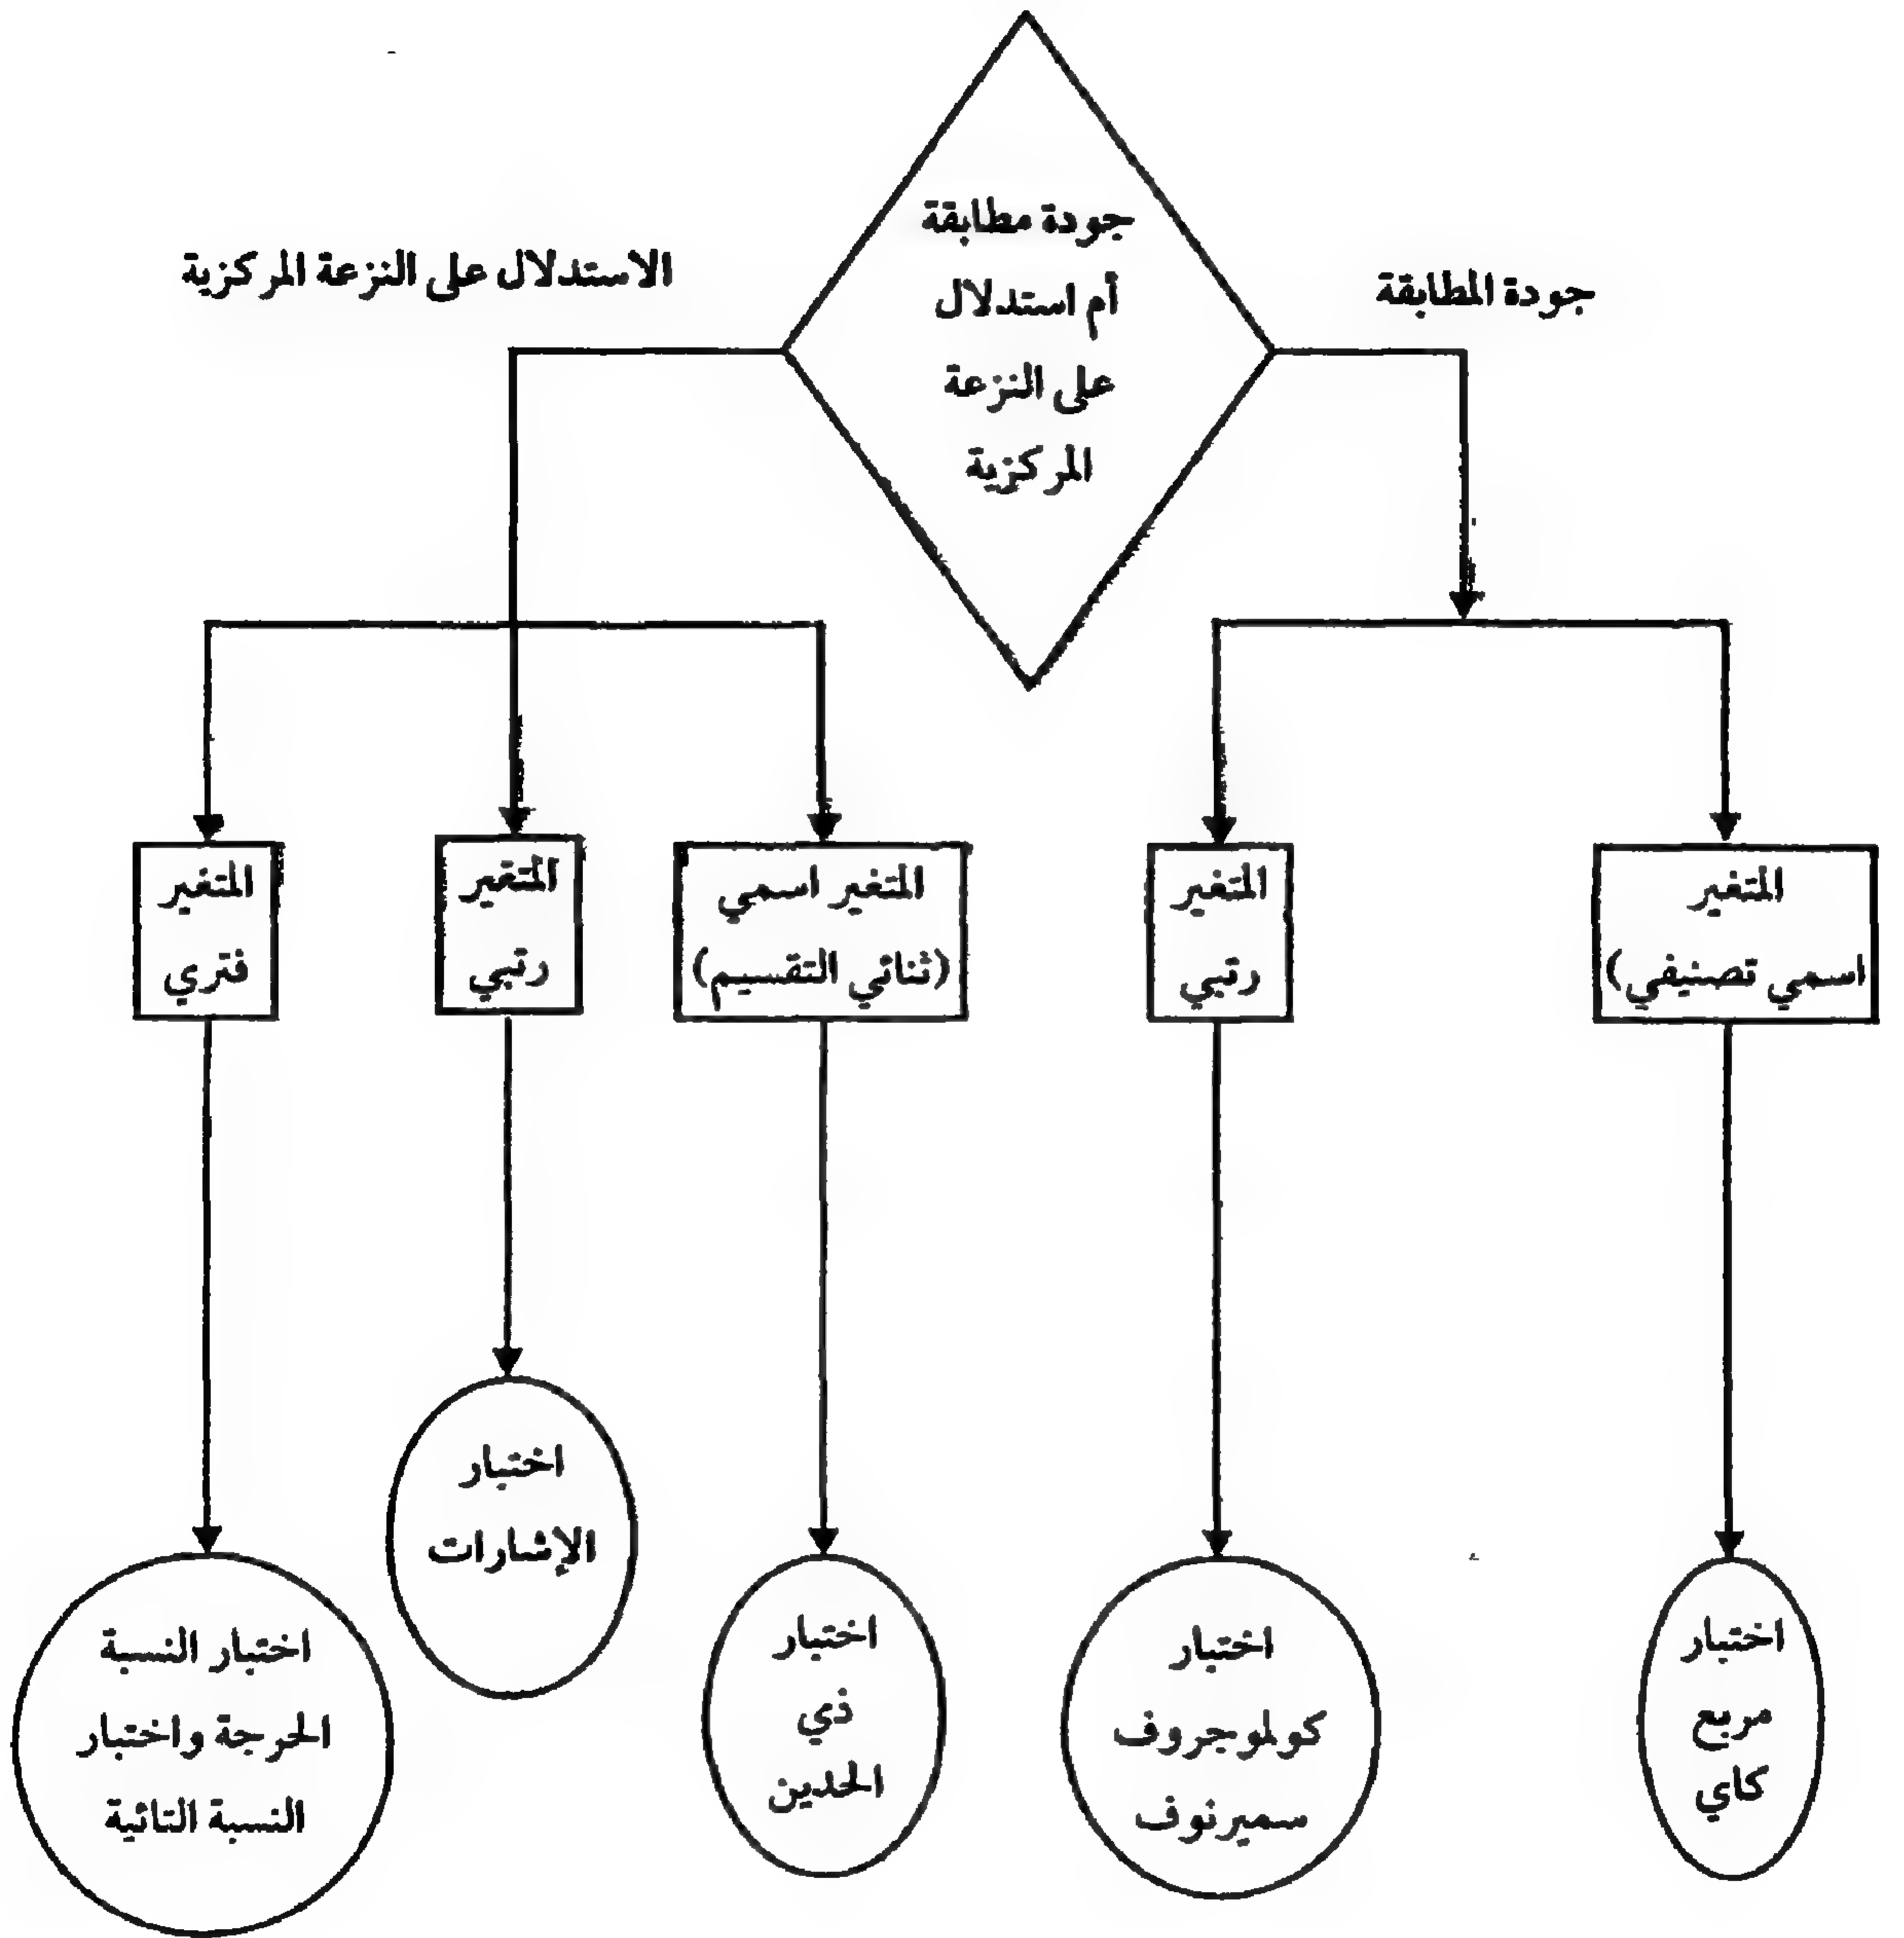 جودة مطابقة
أم استدلال
على النزعة
المركزية
جودة المطابقة
الاستدلال على النزعة المركزية
المتغير
اسمي تصنيفي)
المتغير
رتبي
المتغير اسمي
(ثنائي التقسيم)
المتغير
رتبي
المتغير
فتري
اختبار
مربع
كاي
اختبار
كولموجروف
سميرنوف
اختبار
ذي
الحدين
اختبار
الإشارات
اختبار النسبة
الحرجة واختبار
النسبة التائية